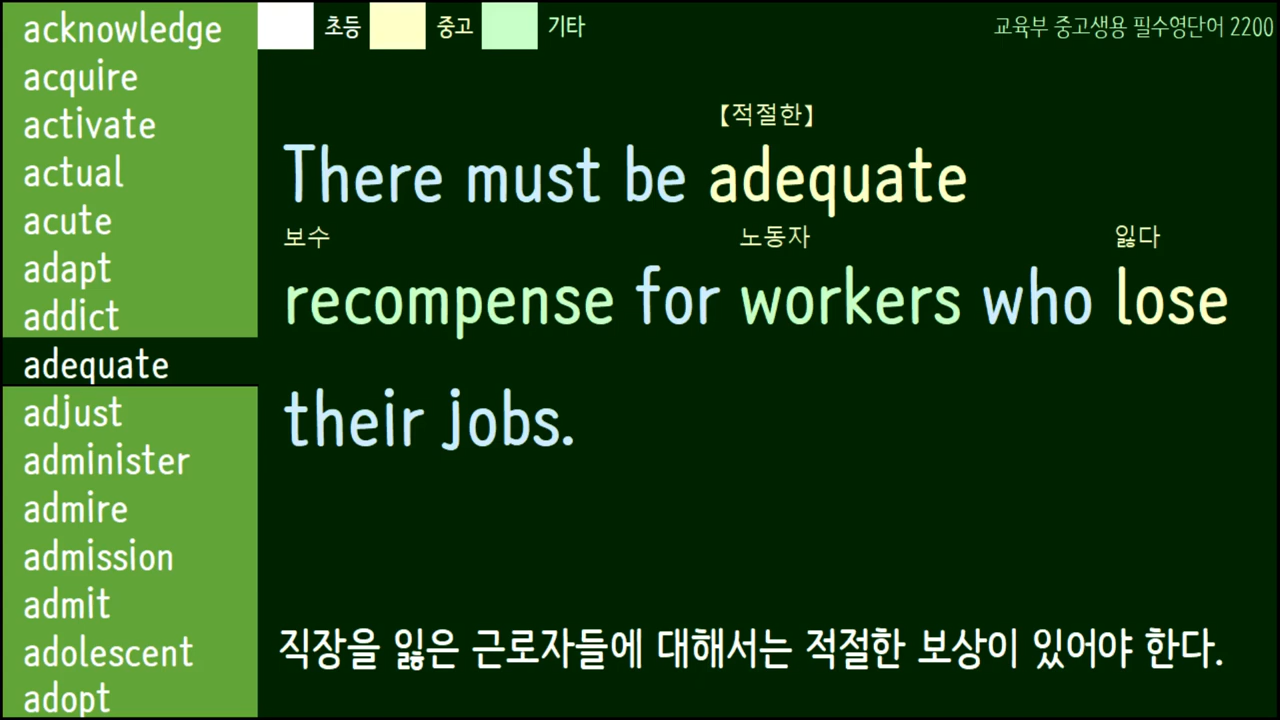 acknowledge
acquire
activate
actual
acute
adapt
addict
adequate
adjust
administer
admire
admission
admit
adolescent
adopt
초등 중고 기타
교육부 중고생용 필수영단어 2200
【적절한】
There must be adequate
보수 노동자 잃다
recompense for workers who lose
their jobs.
직장을 잃은 근로자들에 대해서는 적절한 보상이 있어야 한다.